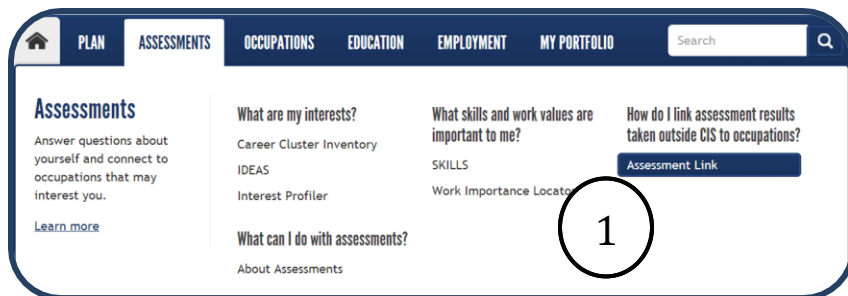 PLAN ASSESSMENTS OCCUPATIONS EDUCATION EMPLOYMENT MY PORTFOLIO Search
Assessments
Answer questions about
yourself and connect to
occupations that may
interest you.
Learn more
What are my interests?
Career Cluster Inventory
IDEAS
Interest Profiler
What can I do with assessments?
About Assessments
What skills and work values are
important to me?
SKILLS
Work Importance Locator
How do I link assessment results
taken outside CIS to occupations?
Assessment Link
1